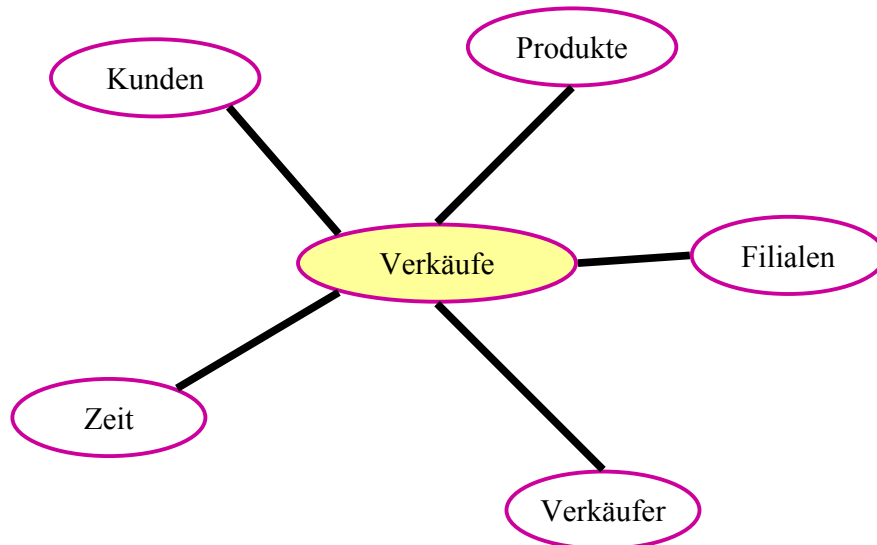 Produkte
Kunden
Verkäufe
Filialen
Zeit
Verkäufer